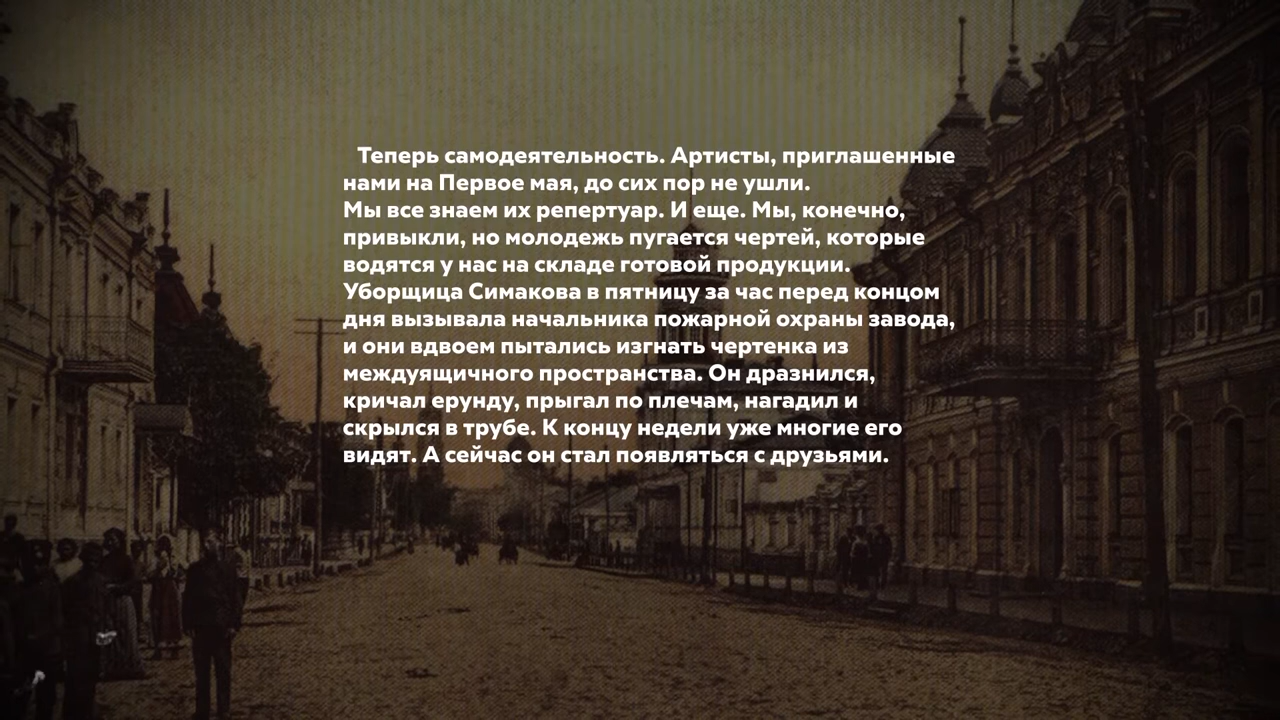 Теперь самодеятельность. Артисты, приглашенные
нами на Первое мая, до сих пор не ушли.
Мы все знаем их репертуар. И еще. Мы, конечно,
привыкли, но молодежь пугается чертей, которые
водятся у нас на складе готовой продукции.
Уборщица Симакова в пятницу за час перед концом
дня вызывала начальника пожарной охраны завода,
и они вдвоем пытались изгнать чертенка из
междуящичного пространства. Он дразнился,
кричал ерунду, прыгал по плечам, нагадил и
скрылся в трубе. К концу недели уже многие его
видят. А сейчас он стал появляться с друзьями.